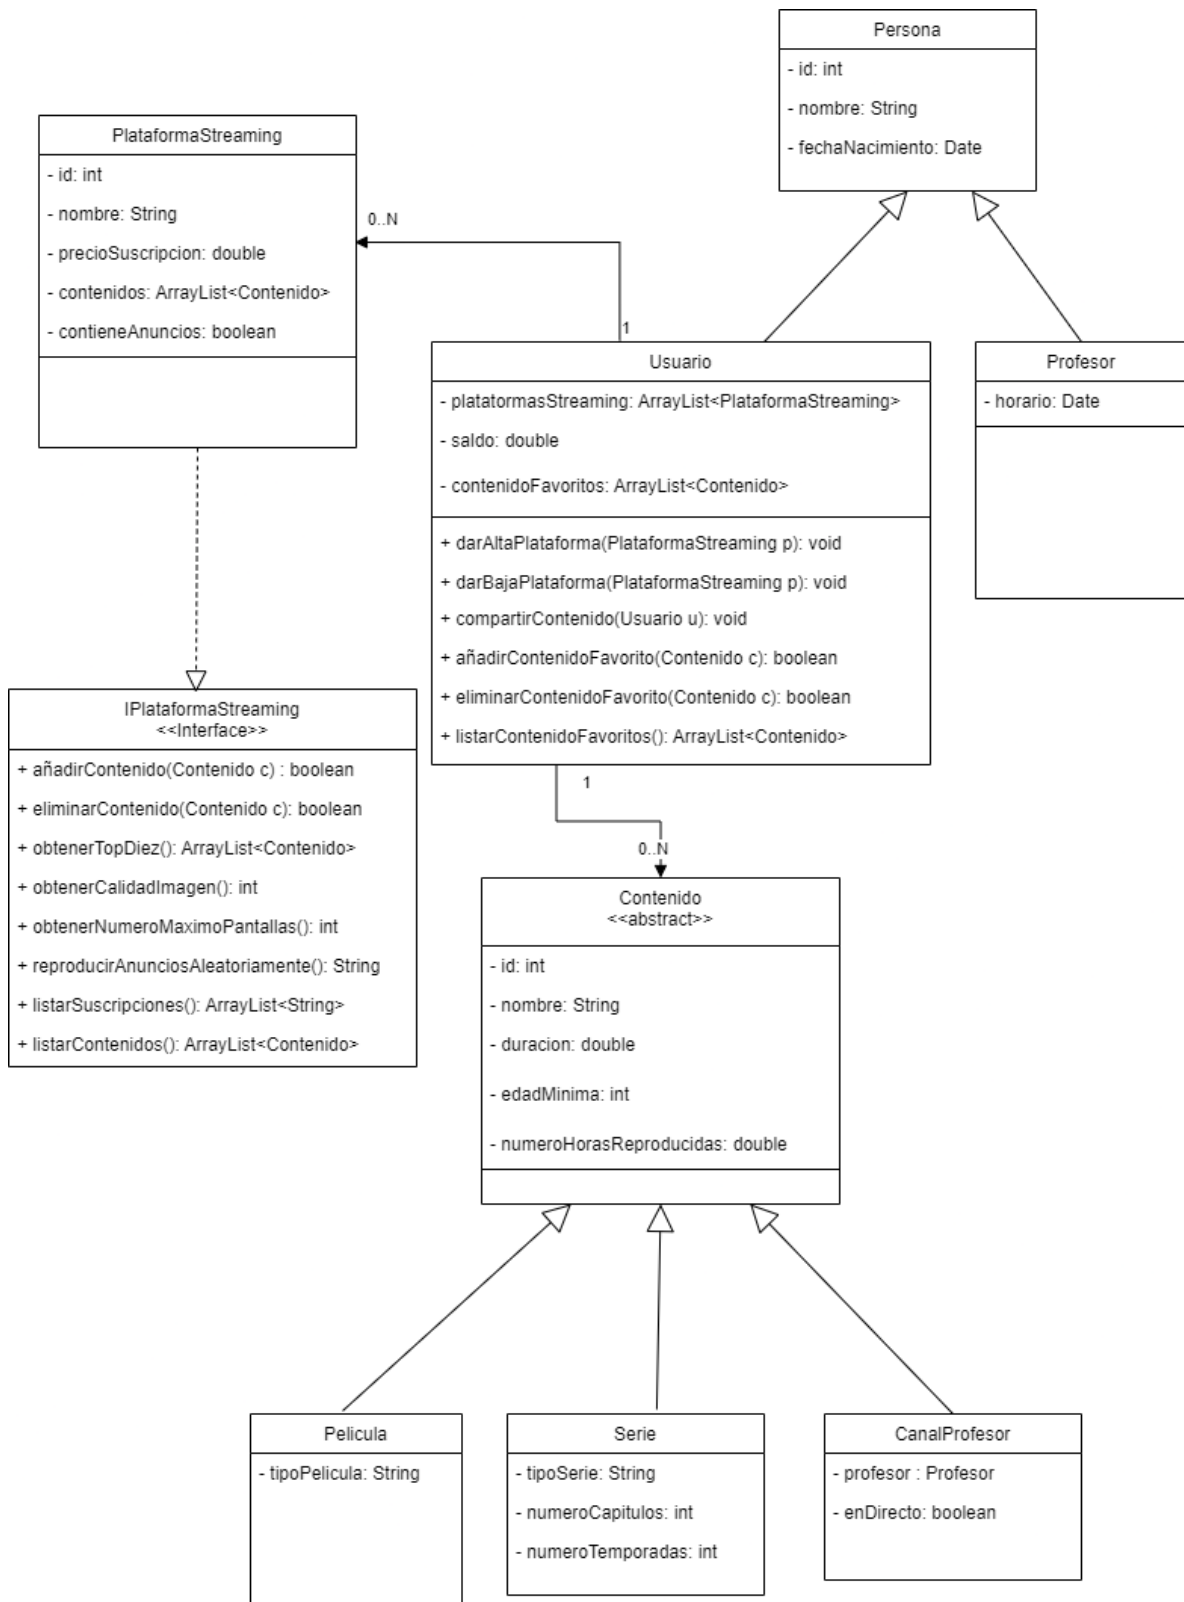 Persona
- id: int
- nombre: String
- fechaNacimiento: Date
PlataformaStreaming
- id: int
- nombre: String
- precioSuscripcion: double
- contenidos: ArrayList<Contenido>
- contieneAnuncios: boolean
0..N
1
Usuario
- platatormasStreaming: ArrayList<PlataformaStreaming>
- saldo: double
- contenidoFavoritos: ArrayList<Contenido>
+ darAltaPlataforma(PlataformaStreaming p): void
+ darBajaPlataforma(PlataformaStreaming p): void
+ compartirContenido(Usuario u): void
+ añadirContenidoFavorito(Contenido c): boolean
+ eliminarContenidoFavorito(Contenido c): boolean
+ listarContenidoFavoritos(): ArrayList<Contenido>
Profesor
- horario: Date
IPlataformaStreaming
<<Interface>>
+ añadirContenido(Contenido c) : boolean
+ eliminarContenido(Contenido c): boolean
+ obtenerTopDiez(): ArrayList<Contenido>
+ obtenerCalidadImagen(): int
+ obtenerNumeroMaximoPantallas(): int
+ reproducirAnunciosAleatoriamente(): String
+ listarSuscripciones(): ArrayList<String>
+ listarContenidos(): ArrayList<Contenido>
1
0..N
Contenido
<<abstract>>
- id: int
- nombre: String
- duracion: double
- edadMinima: int
- numeroHorasReproducidas: double
Pelicula
- tipoPelicula: String
Serie
- tipoSerie: String
- numeroCapitulos: int
- numeroTemporadas: int
CanalProfesor
- profesor : Profesor
- enDirecto: boolean